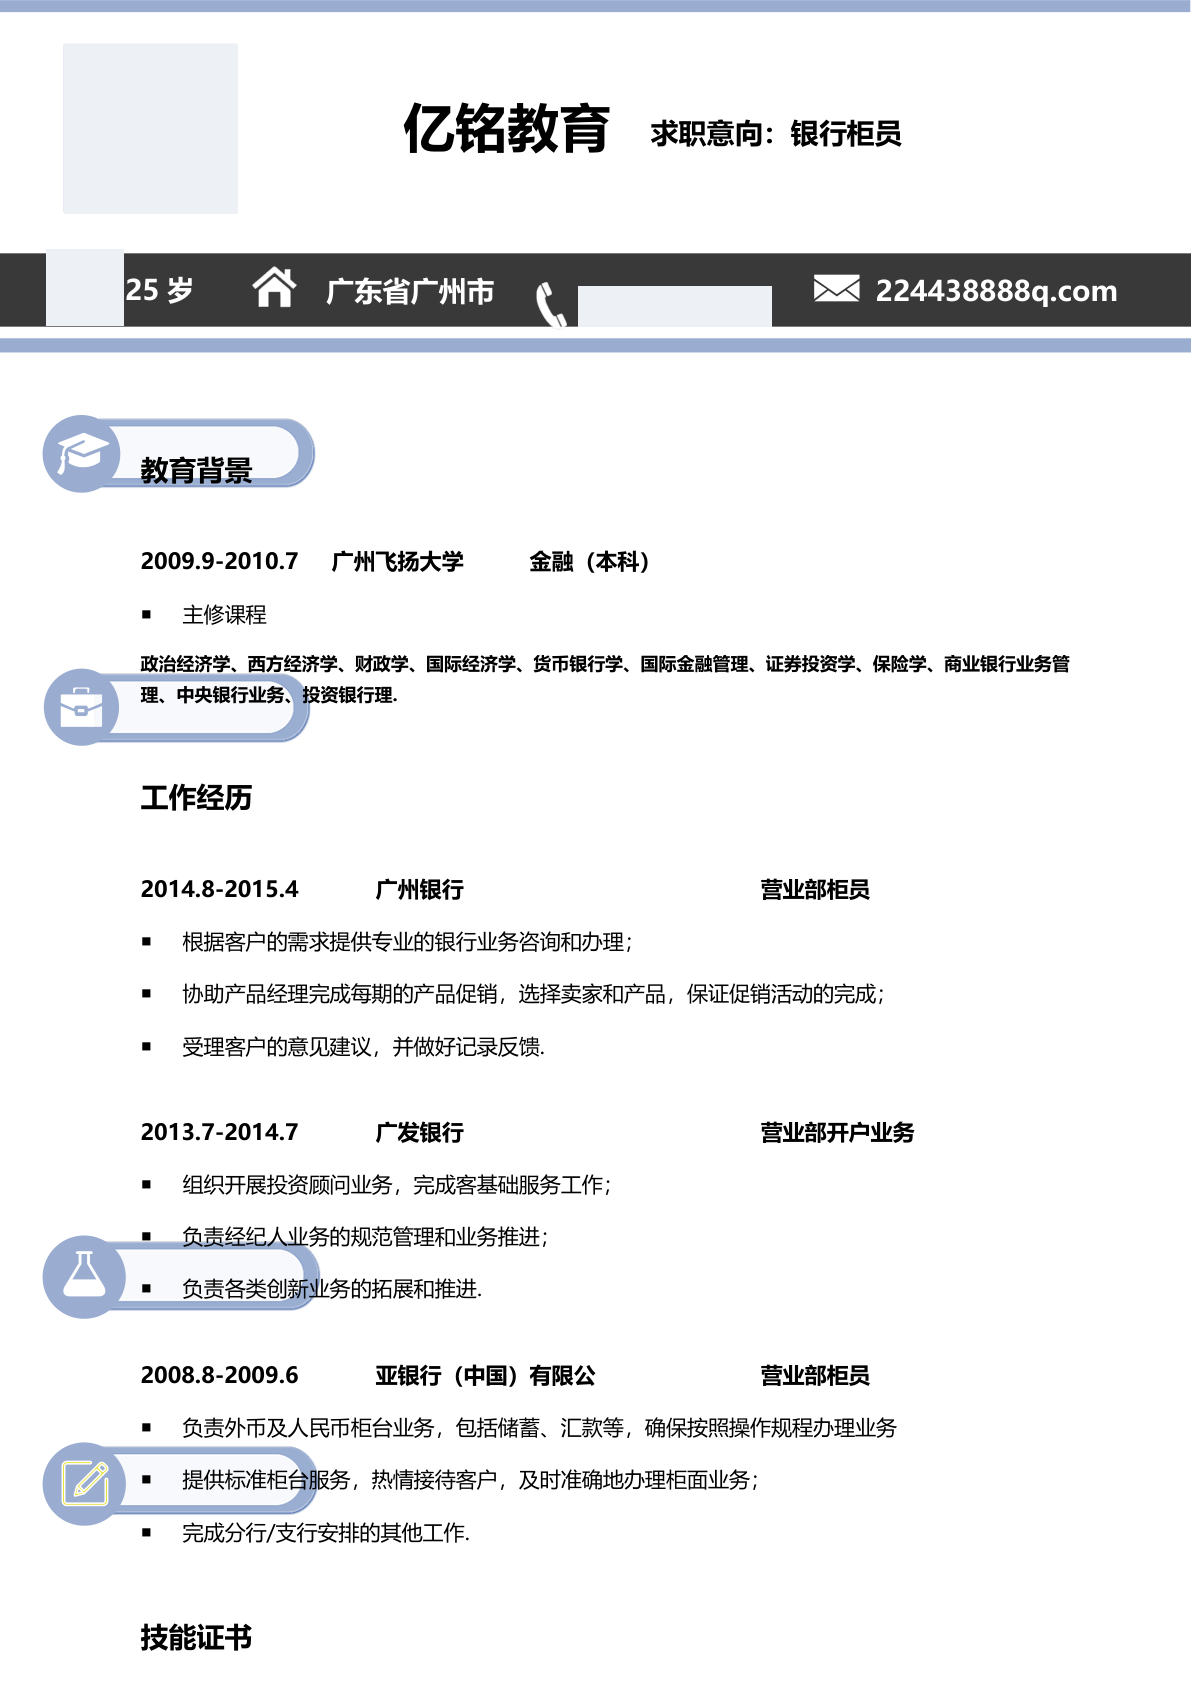 亿铭教育 求职意向：银行柜员
25 岁 广东省广州市 224438888q.com
教育背景
2009.9-2010.7 广州飞扬大学 金融（本科）
▪ 主修课程
政治经济学、西方经济学、财政学、国际经济学、货币银行学、国际金融管理、证券投资学、保险学、商业银行业务管
理、中央银行业务、投资银行理.
工作经历
2014.8-2015.4 广州银行 营业部柜员
▪ 根据客户的需求提供专业的银行业务咨询和办理；
▪ 协助产品经理完成每期的产品促销，选择卖家和产品，保证促销活动的完成；
▪ 受理客户的意见建议，并做好记录反馈.
2013.7-2014.7 广发银行 营业部开户业务
▪ 组织开展投资顾问业务，完成客基础服务工作；
▪ 负责经纪人业务的规范管理和业务推进；
▪ 负责各类创新业务的拓展和推进.
2008.8-2009.6 亚银行（中国）有限公 营业部柜员
▪ 负责外币及人民币柜台业务，包括储蓄、汇款等，确保按照操作规程办理业务
▪ 提供标准柜台服务，热情接待客户，及时准确地办理柜面业务；
▪ 完成分行/支行安排的其他工作.
技能证书